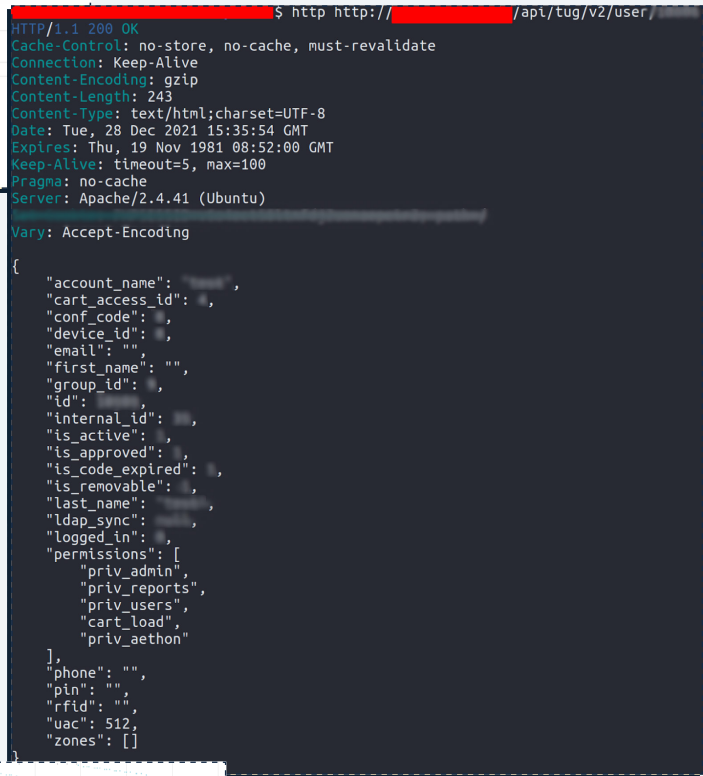 $ http http:// /api/tug/v2/user
HTTP/1.1 200 OK
Cache-Control: no-store, no-cache, must-revalidate
Connection: Keep-Alive
Content-Encoding: gzip
Content-Length: 243
Content-Type: text/html;charset=UTF-8
Date: Tue, 28 Dec 2021 15:35:54 GMT
Expires: Thu, 19 Nov 1981 08:52:00 GMT
Keep-Alive: timeout=5, max=100
Pragma: no-cache
Server: Apache/2.4.41 (Ubuntu)
Vary: Accept-Encoding
{
"account_name": ,
"cart_access_id": ,
"conf_code": ,
"device_id": ,
"email": "",
"first_name": "",
"group_id": ,
"id": ,
"internal_id": ,
"is_active": ,
"is_approved": ,
"is_code_expired": ,
"is_removable": ,
"last_name": ,
"ldap_sync": ,
"logged_in": ,
"permissions": [
"priv_admin",
"priv_reports",
"priv_users",
"cart_load",
"priv_aethon"
],
"phone": "",
"pin": "",
"rfid": "",
"uac": 512,
"zones": []
}